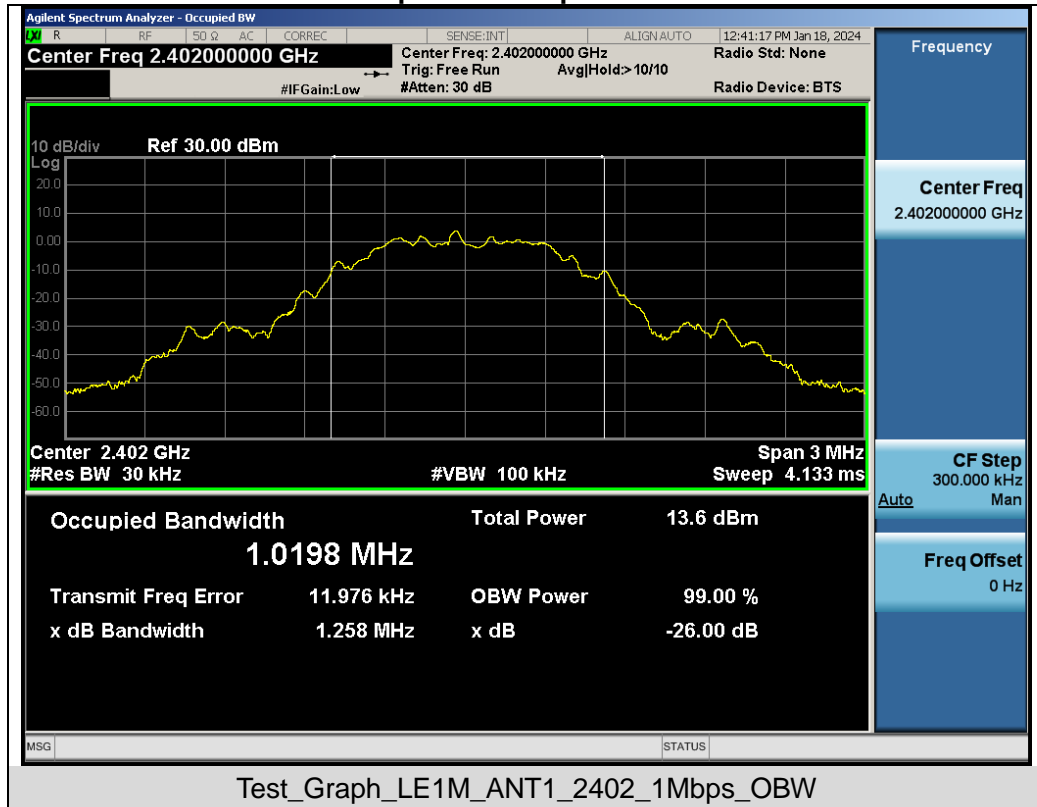 Agilent Spectrum Analyzer - Occupied BW
LXI R RF 50 Ω AC CORREC SENSE:INT ALIGN AUTO 12:41:17 PM Jan 18, 2024
Center Freq 2.402000000 GHz
Center Freq: 2.402000000 GHz
Radio Std: None
Trig: Free Run Avg|Hold:>10/10
#IFGain:Low
#Atten: 30 dB
Radio Device: BTS
10 dB/div Ref 30.00 dBm
Log
20.0
10.0
0.00
-10.0
-20.0
-30.0
-40.0
-50.0
-60.0
Center 2.402 GHz Span 3 MHz
#Res BW 30 kHz #VBW 100 kHz Sweep 4.133 ms
Occupied Bandwidth Total Power 13.6 dBm
1.0198 MHz
Transmit Freq Error 11.976 kHz OBW Power 99.00 %
x dB Bandwidth 1.258 MHz x dB -26.00 dB
Frequency
Center Freq
2.402000000 GHz
CF Step
300.000 kHz
Auto Man
Freq Offset
0 Hz
MSG STATUS
Test_Graph_LE1M_ANT1_2402_1Mbps_OBW